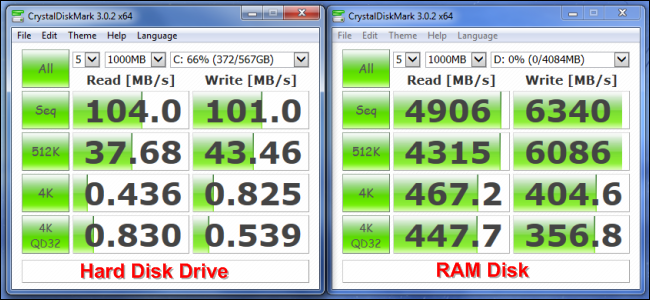 CrystalDiskMark 3.0.2 x64
File Edit Theme Help Language
All 5 1000MB C: 66% (372/567GB)
Read [MB/s] Write [MB/s]
Seq 104.0 101.0
512K 37.68 43.46
4K 0.436 0.825
4K QD32 0.830 0.539
Hard Disk Drive
CrystalDiskMark 3.0.2 x64
File Edit Theme Help Language
All 5 1000MB D: 0% (0/4084MB)
Read [MB/s] Write [MB/s]
Seq 4906 6340
512K 4315 6086
4K 467.2 404.6
4K QD32 447.7 356.8
RAM Disk